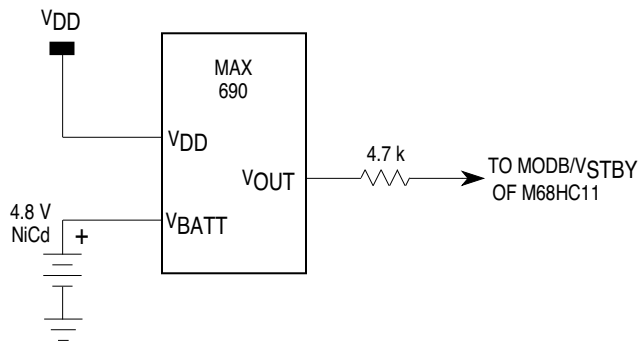 VDD
MAX
690
VDD
4.7 k
VOUT
TO MODB/VSTBY
OF M68HC11
4.8 V
NiCd
+
VBATT